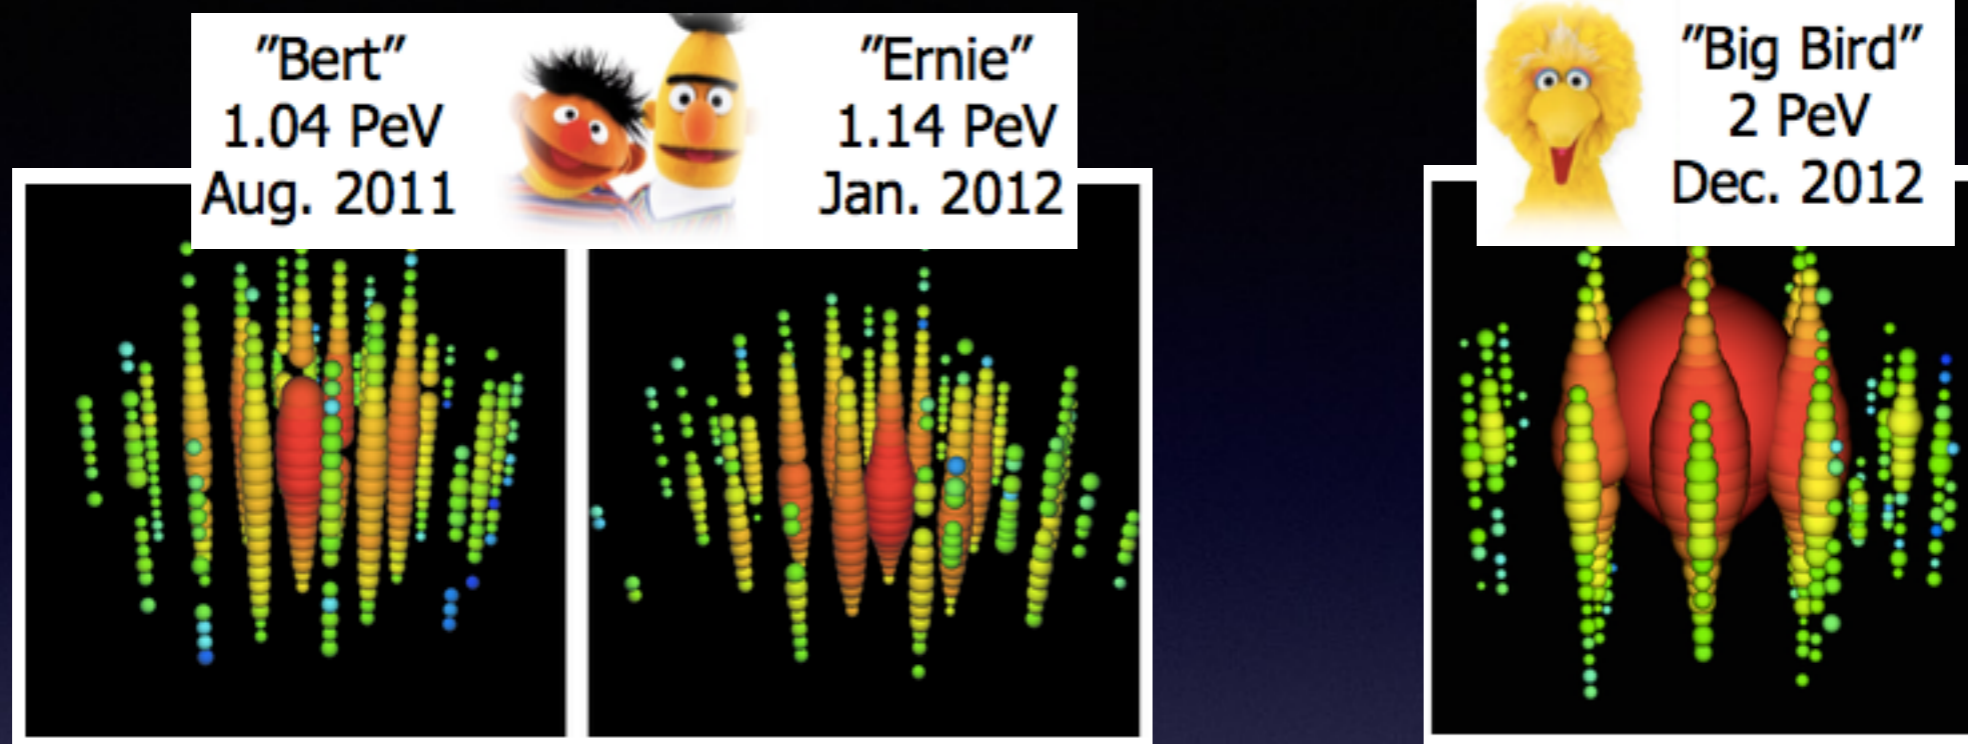 "Bert"
1.04 PeV
Aug. 2011
"Ernie"
1.14 PeV
Jan. 2012
"Big Bird"
2 PeV
Dec. 2012